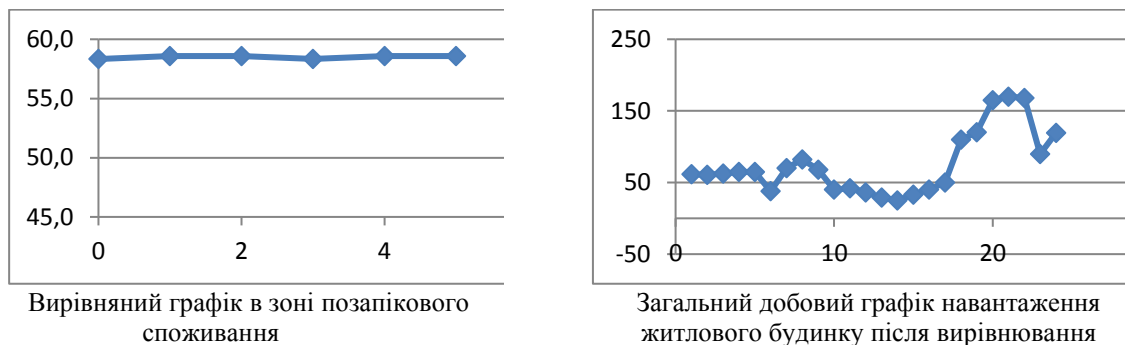 60,0
55,0
50,0
45,0
0 2 4
Вирівняний графік в зоні позапікового
споживання
250
150
50
-50 0 10 20
Загальний добовий графік навантаження
житлового будинку після вирівнювання